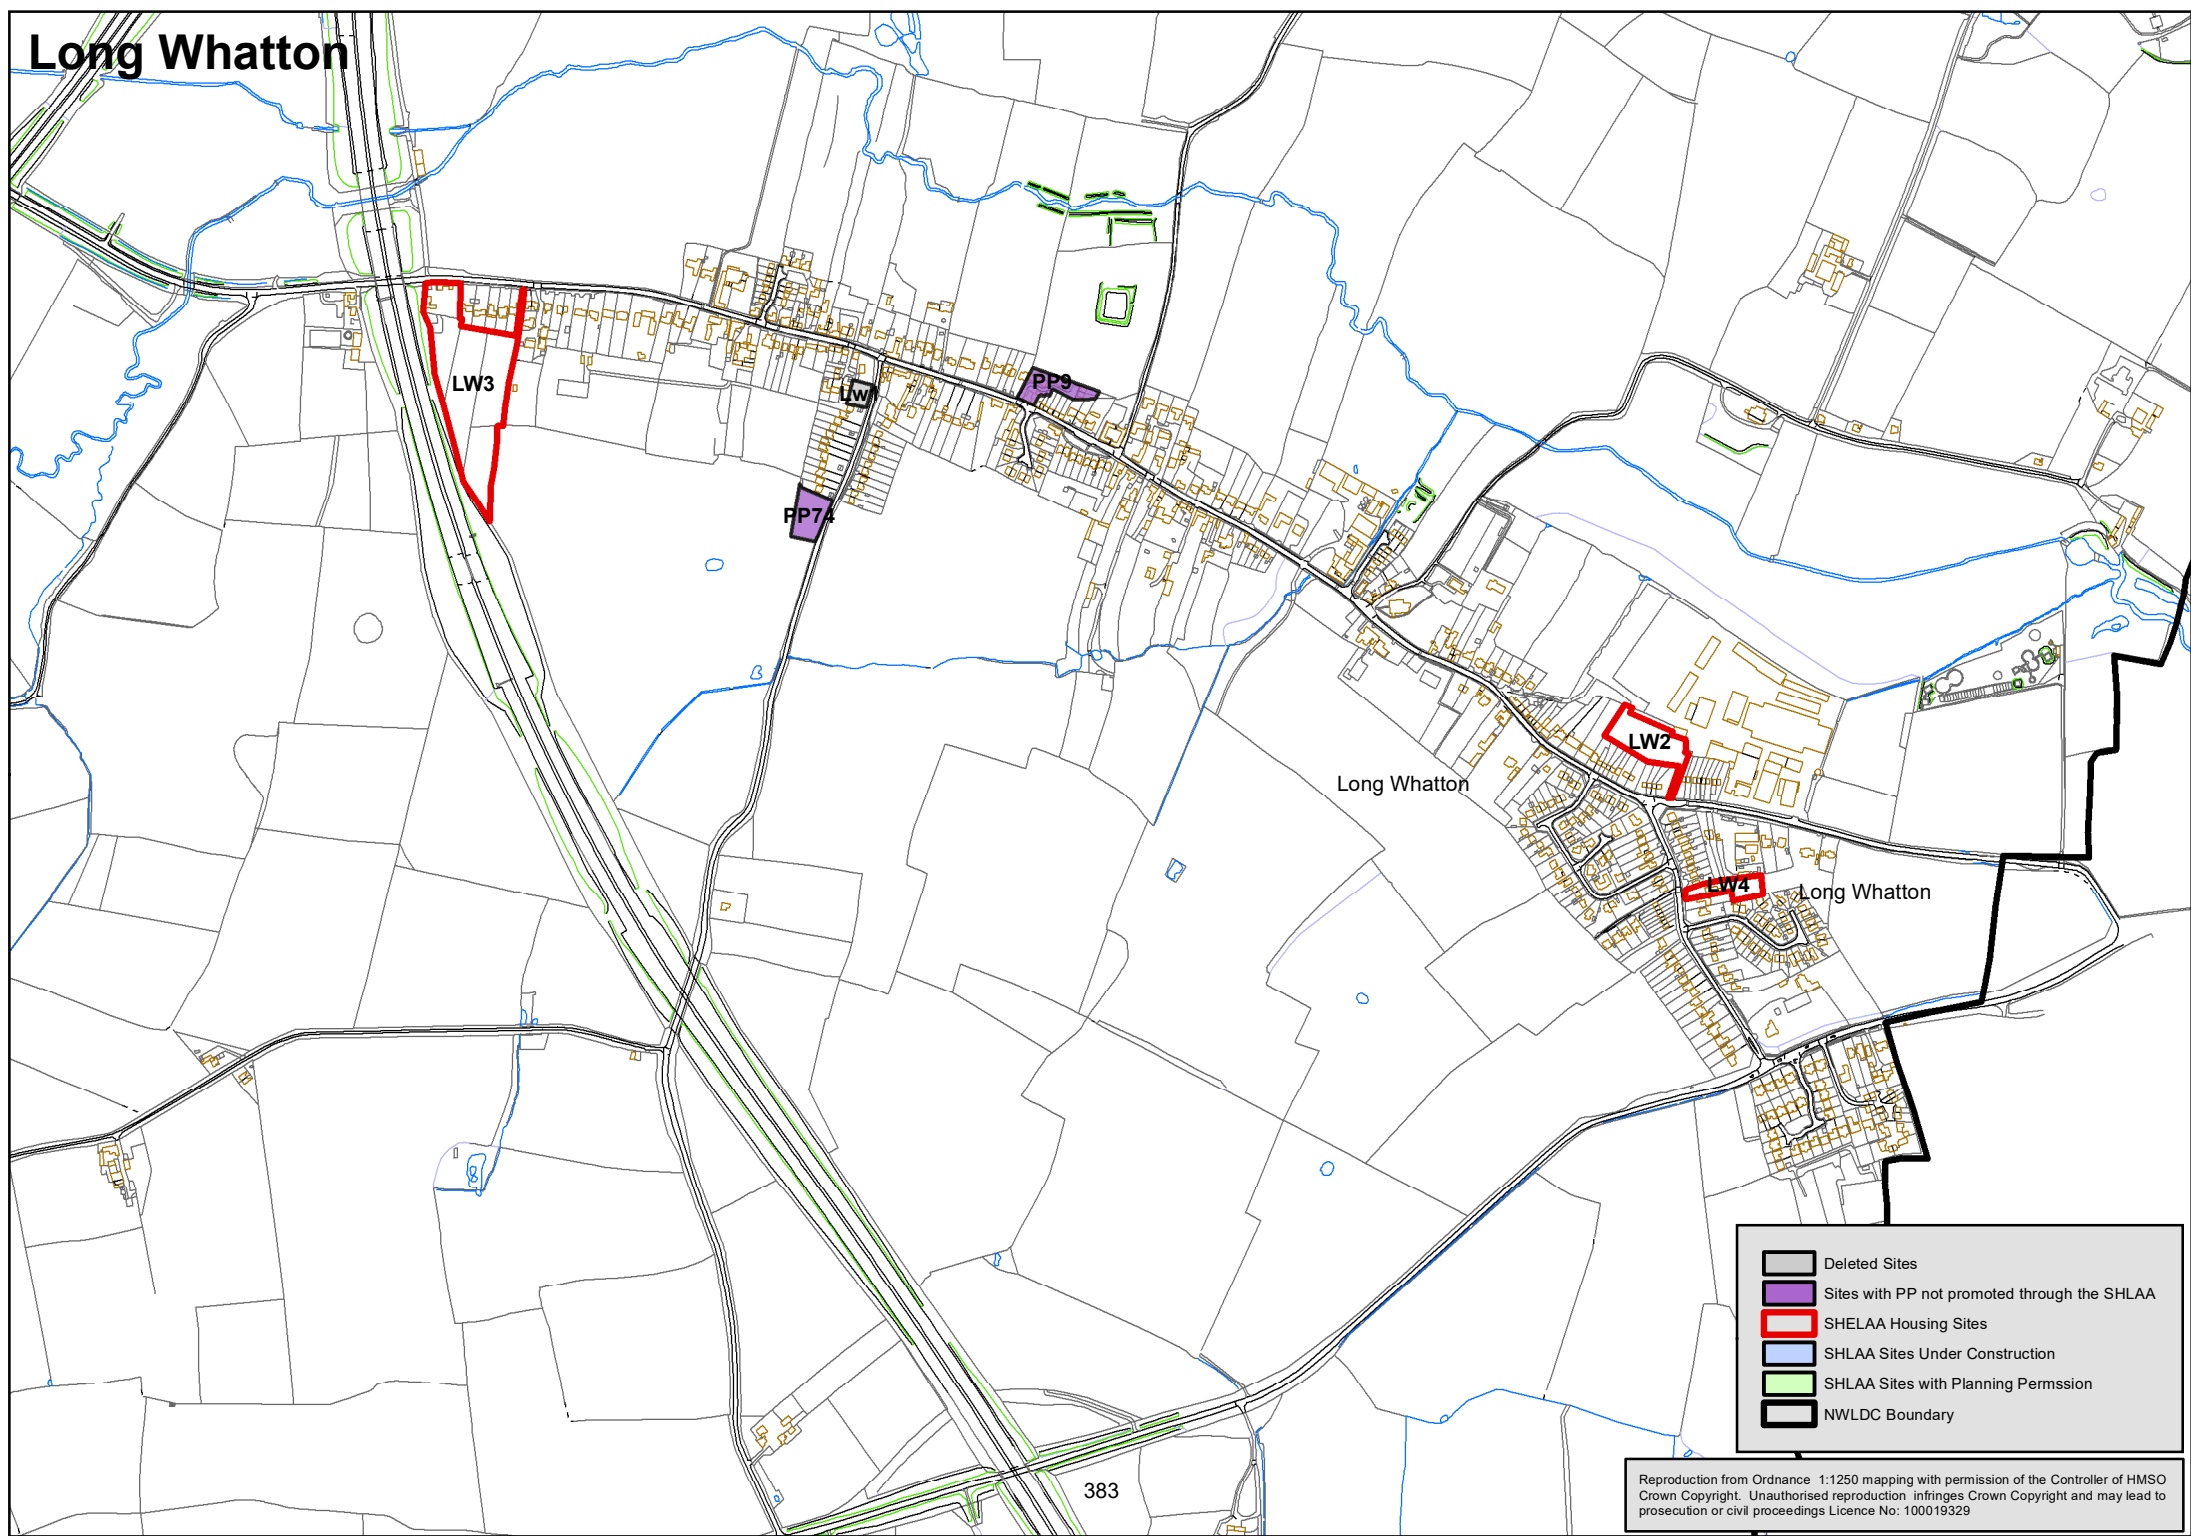 Long Whatton
LW3
Lw1
PP9
PP74
LW2
Long Whatton
LW4
Long Whatton
Deleted Sites
Sites with PP not promoted through the SHLAA
SHELAA Housing Sites
SHLAA Sites Under Construction
SHLAA Sites with Planning Permssion
NWLDC Boundary
383
Reproduction from Ordnance 1:1250 mapping with permission of the Controller of HMSO
Crown Copyright. Unauthorised reproduction infringes Crown Copyright and may lead to
prosecution or civil proceedings Licence No: 100019329